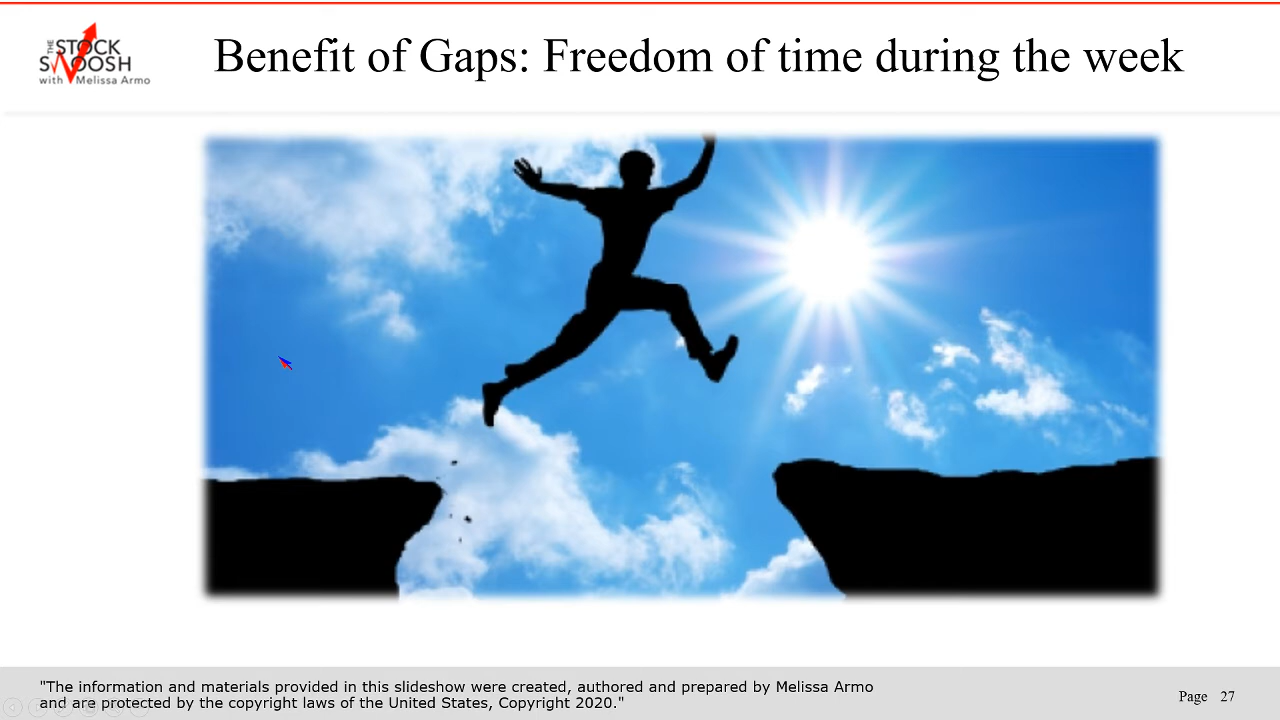 THE
STOCK
SWOOSH
with Melissa Armo
Benefit of Gaps: Freedom of time during the week
"The information and materials provided in this slideshow were created, authored and prepared by Melissa Armo
and are protected by the copyright laws of the United States, Copyright 2020."
Page 27